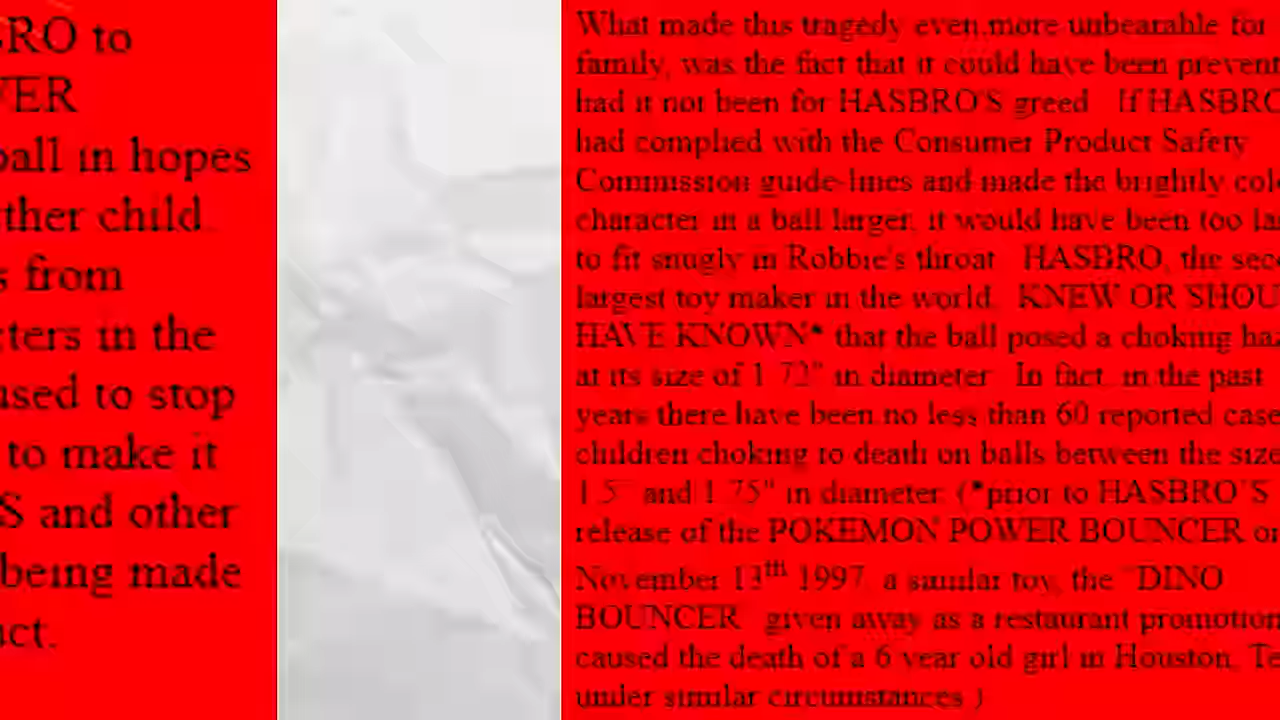 RO to
VER
ball in hopes
ther child.
s from
ters in the
used to stop
to make it
S and other
being made
uct.
What made this tragedy even more unbearable for
family, was the fact that it could have been prevent
had it not been for HASBRO'S greed. If HASBRO
had complied with the Consumer Product Safety
Commission guide-lines and made the brightly col
character in a ball larger, it would have been too la
to fit snugly in Robbie's throat. HASBRO, the sec
largest toy maker in the world, KNEW OR SHOU
HAVE KNOWN* that the ball posed a choking haz
at its size of 1.72" in diameter. In fact, in the past
years there have been no less than 60 reported case
children choking to death on balls between the size
1.5" and 1.75" in diameter. (*prior to HASBRO'S
release of the POKEMON POWER BOUNCER on
November 13th 1997, a similar toy, the "DINO
BOUNCER" given away as a restaurant promotion
caused the death of a 6 year old girl in Houston, Te
under similar circumstances.)